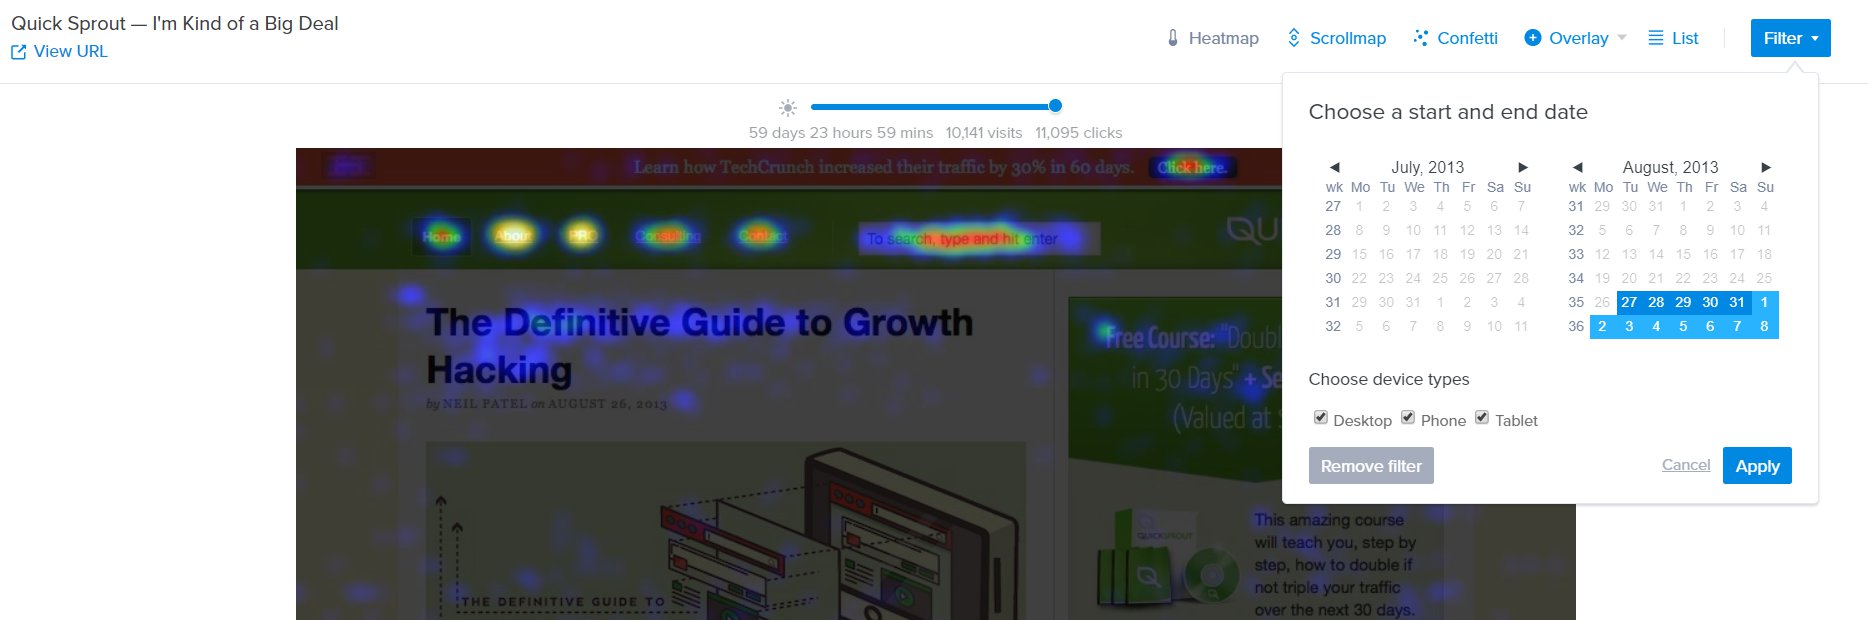 Quick Sprout — I'm Kind of a Big Deal
View URL
Heatmap Scrollmap Confetti Overlay List Filter
59 days 23 hours 59 mins 10,141 visits 11,095 clicks
Learn how TechCrunch increased their traffic by 30% in 60 days. Click here.
Home About PRO Consulting Contact To search, type and hit enter QU
The Definitive Guide to Growth
Hacking
by NEIL PATEL on AUGUST 26, 2013
THE DEFINITIVE GUIDE TO
Free Course: "Doubl
in 30 Days" + Se
(Valued at
QUICKSPROUT
This amazing course
will teach you, step by
step, how to double if
not triple your traffic
over the next 30 days.
Choose a start and end date
◄ July, 2013 ►
wk Mo Tu We Th Fr Sa Su
27 1 2 3 4 5 6 7
28 8 9 10 11 12 13 14
29 15 16 17 18 19 20 21
30 22 23 24 25 26 27 28
31 29 30 31 1 2 3 4
32 5 6 7 8 9 10 11
◄ August, 2013 ►
wk Mo Tu We Th Fr Sa Su
31 29 30 31 1 2 3 4
32 5 6 7 8 9 10 11
33 12 13 14 15 16 17 18
34 19 20 21 22 23 24 25
35 26 27 28 29 30 31 1
36 2 3 4 5 6 7 8
Choose device types
Desktop Phone Tablet
Remove filter Cancel Apply